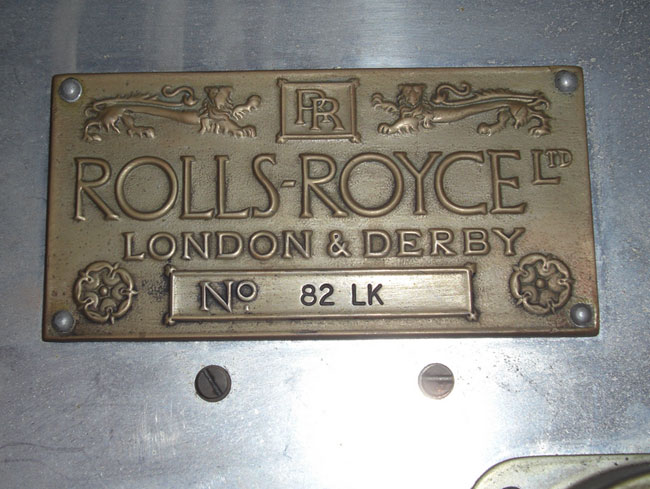 RR
ROLLS-ROYCE LTD
LONDON & DERBY
No. 82 LK